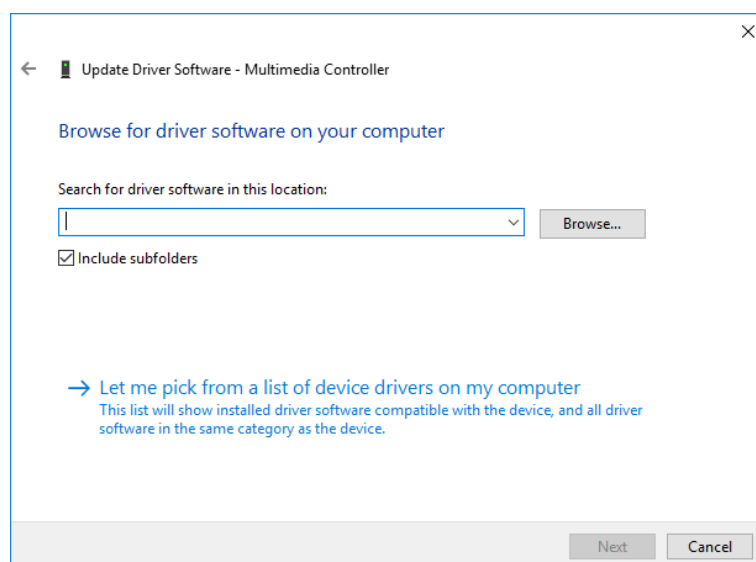 Update Driver Software - Multimedia Controller
Browse for driver software on your computer
Search for driver software in this location:
Browse...
Include subfolders
Let me pick from a list of device drivers on my computer
This list will show installed driver software compatible with the device, and all driver
software in the same category as the device.
Next
Cancel